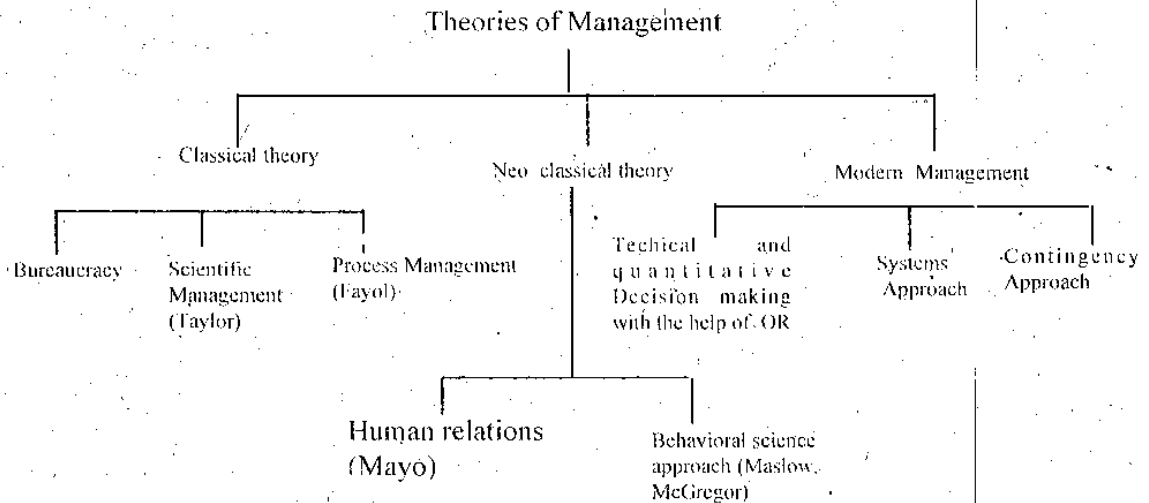 Theories of Management
Classical theory
Neo classical theory
Modern Management
Bureaucracy
Scientific
Management
(Taylor)
Process Management
(Fayol)
Techical and
quantitative
Decision making
with the help of OR
Systems
Approach
Contingency
Approach
Human relations
(Mayo)
Behavioral science
approach (Maslow,
McGregor)